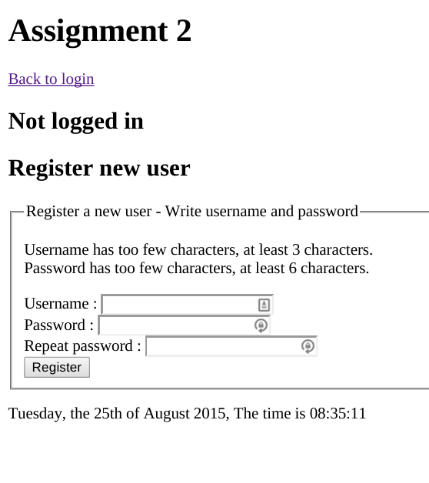 Assignment 2
Back to login
Not logged in
Register new user
Register a new user - Write username and password
Username has too few characters, at least 3 characters.
Password has too few characters, at least 6 characters.
Username :
Password :
Repeat password :
Register
Tuesday, the 25th of August 2015, The time is 08:35:11